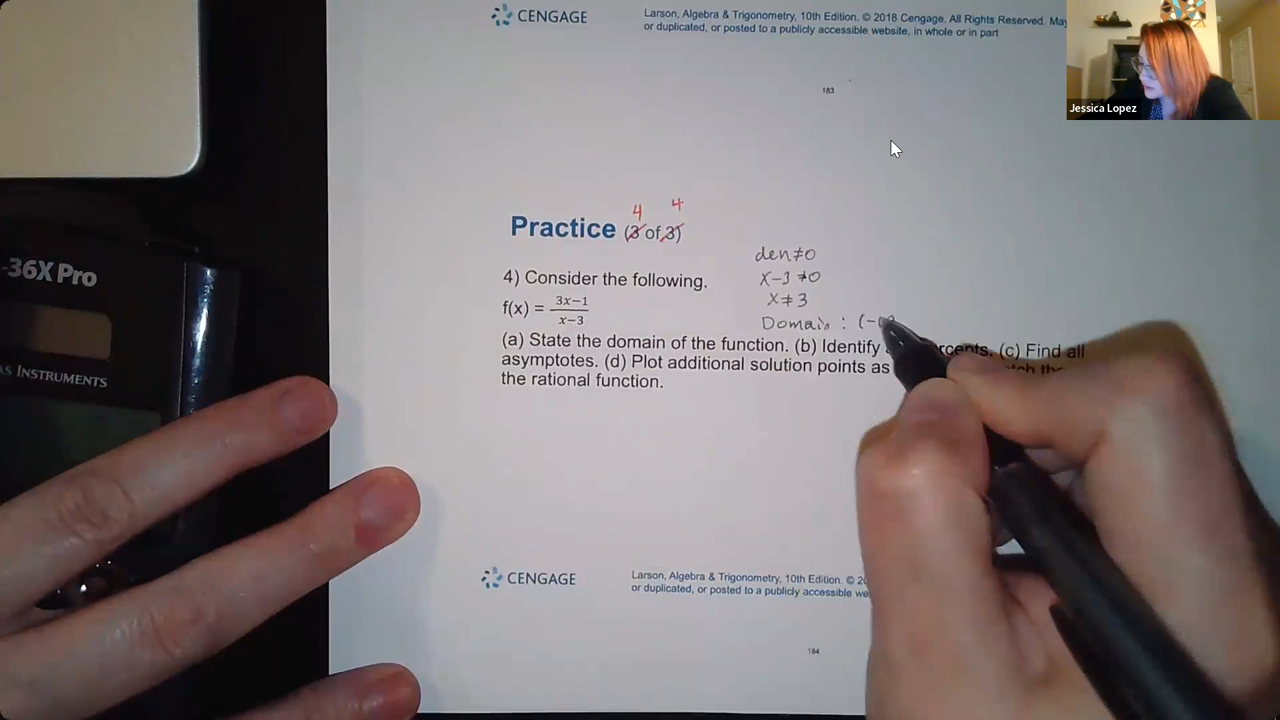 CENGAGE
Larson, Algebra & Trigonometry, 10th Edition. © 2018 Cengage. All Rights Reserved. May
or duplicated, or posted to a publicly accessible website, in whole or in part
Jessica Lopez
183
4 4
Practice (3 of 3)
-36X Pro
den≠0
4) Consider the following.
x-3≠0
f(x) = 3x−1
x−3
x≠3
Domain : (-
(a) State the domain of the function. (b) Identify (c) Find all
asymptotes. (d) Plot additional solution points as
the rational function.
INSTRUMENTS
CENGAGE
Larson, Algebra & Trigonometry, 10th Edition. ©
or duplicated, or posted to a publicly accessible
184